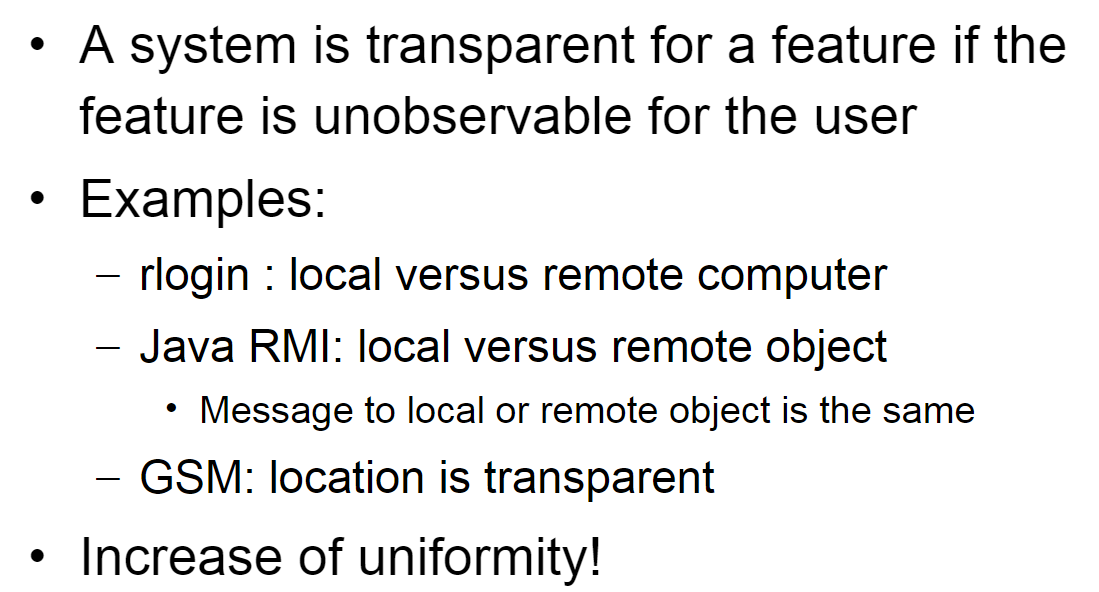 • A system is transparent for a feature if the
feature is unobservable for the user
• Examples:
– rlogin : local versus remote computer
– Java RMI: local versus remote object
• Message to local or remote object is the same
– GSM: location is transparent
• Increase of uniformity!